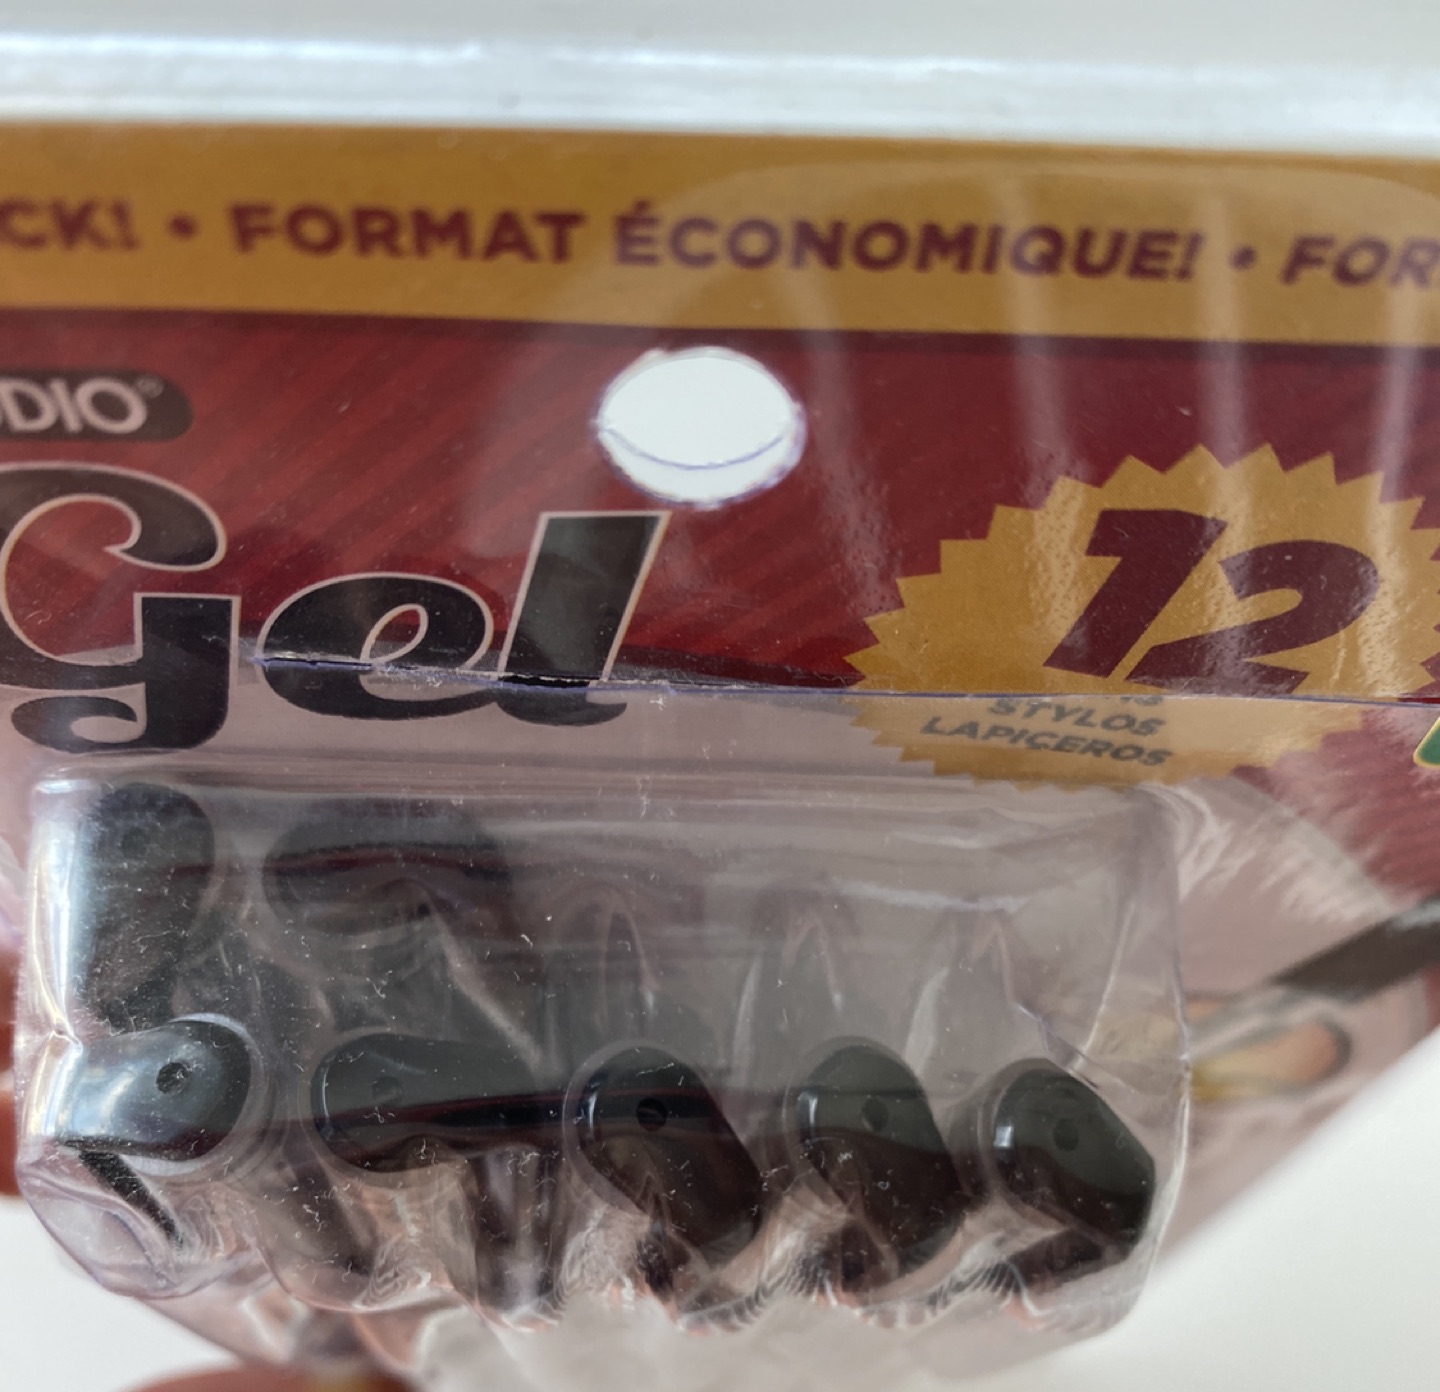 CK! • FORMAT ÉCONOMIQUE! • FOR
DIO®
Gel
12
STYLOS
LAPICEROS